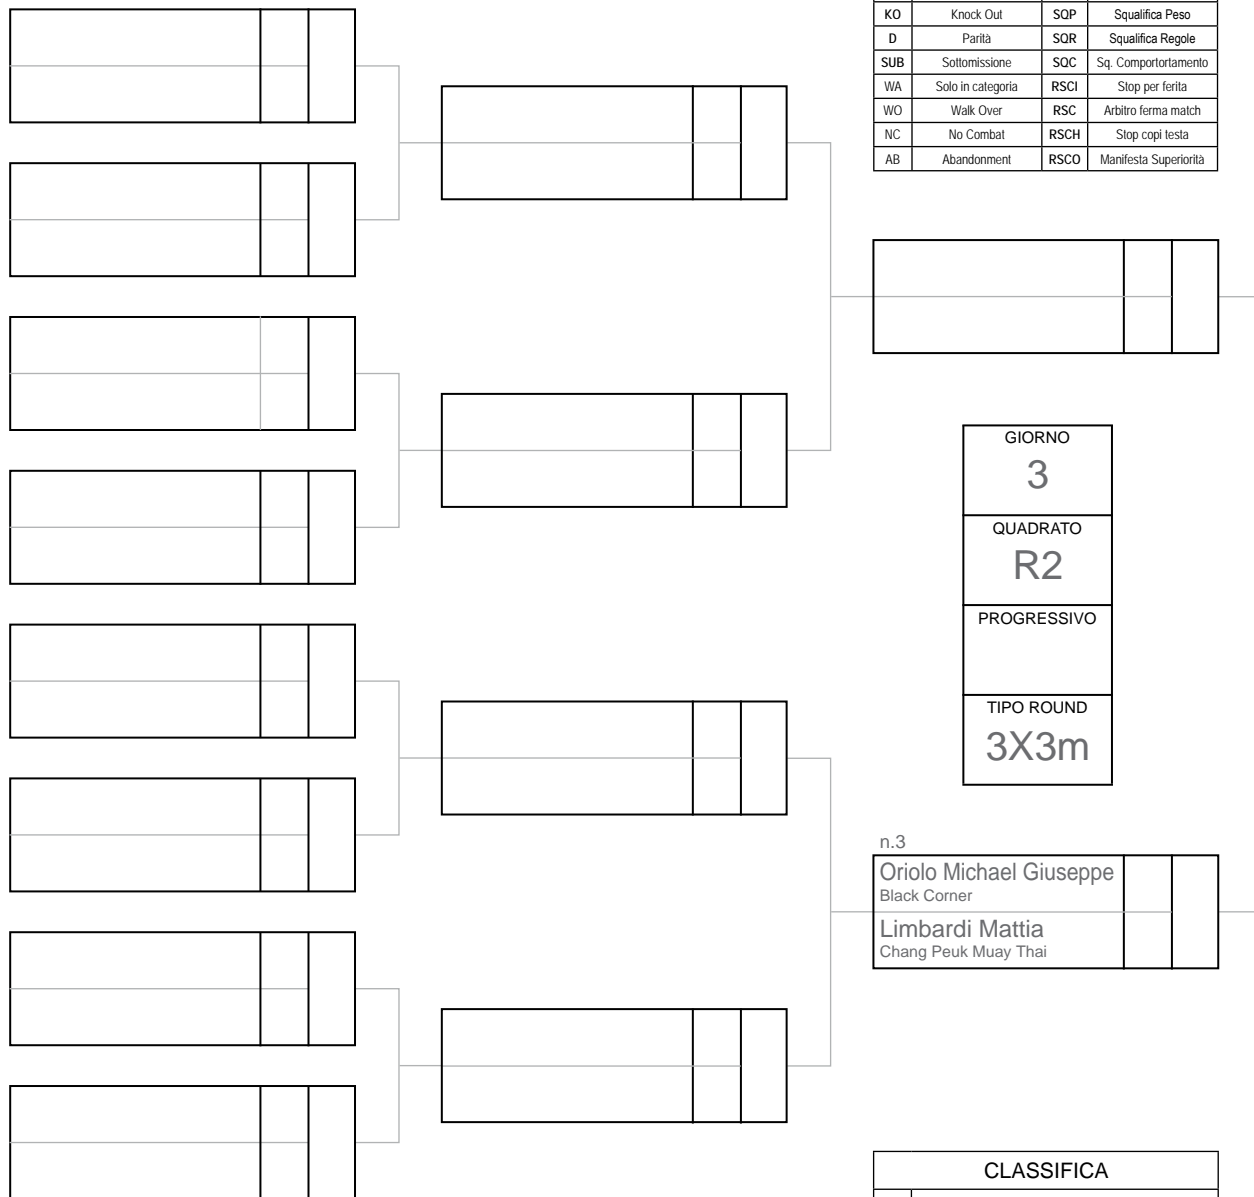 KO Knock Out SQP Squalifica Peso
D Parità SQR Squalifica Regole
SUB Sottomissione SQC Sq. Comportortamento
WA Solo in categoria RSCI Stop per ferita
WO Walk Over RSC Arbitro ferma match
NC No Combat RSCH Stop copi testa
AB Abandonment RSCO Manifesta Superiorità
GIORNO
3
QUADRATO
R2
PROGRESSIVO
TIPO ROUND
3X3m
n.3
Oriolo Michael Giuseppe
Black Corner
Limbardi Mattia
Chang Peuk Muay Thai
CLASSIFICA